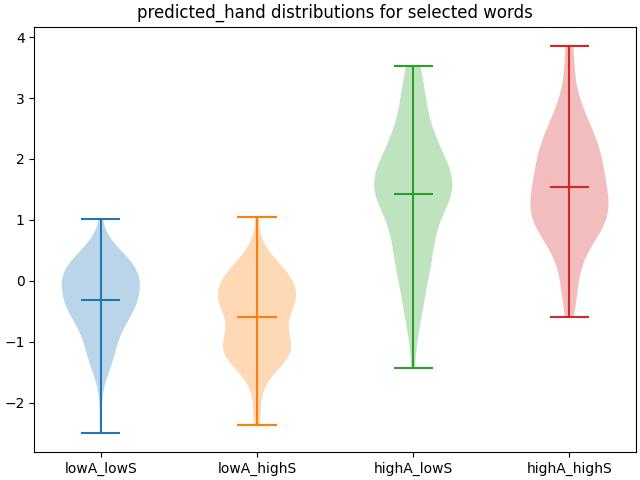 predicted_hand distributions for selected words
4
3
2
1
0
−1
−2
lowA_lowS
lowA_highS
highA_lowS
highA_highS